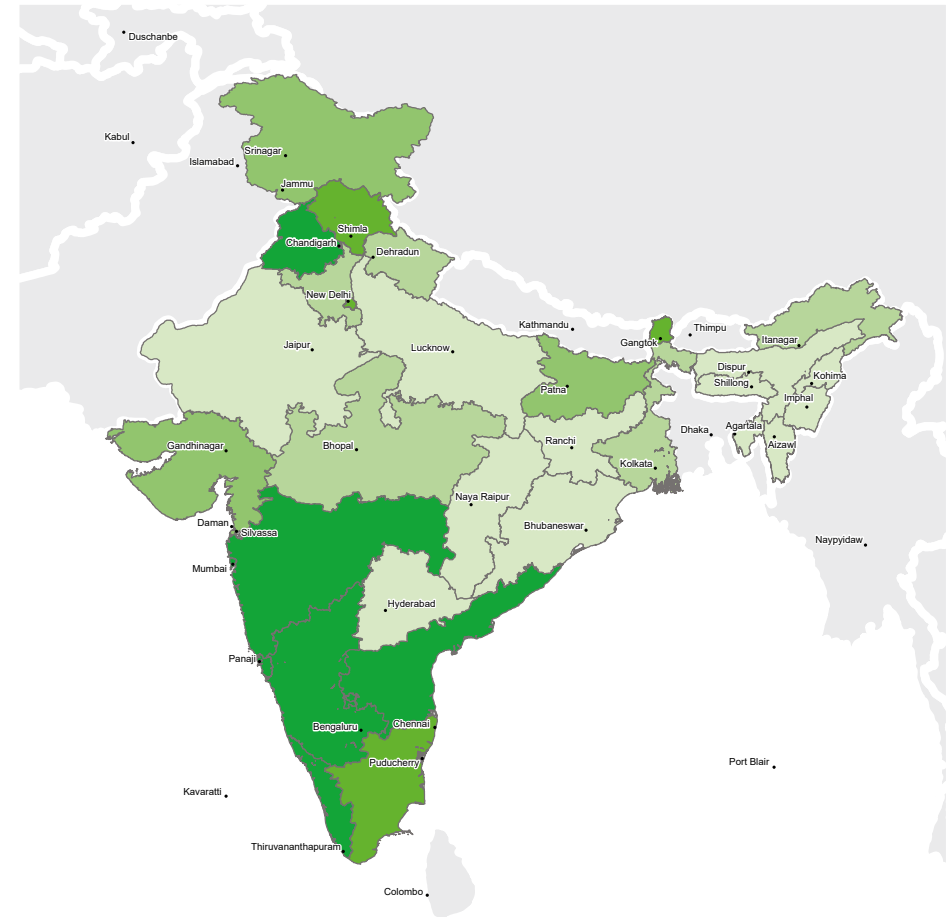 Duschanbe
Kabul
Srinagar
Islamabad
Jammu
Shimla
Chandigarh
Dehradun
New Delhi
Kathmandu
Thimpu
Gangtok
Itanagar
Jaipur
Lucknow
Dispur
Kohima
Shillong
Patna
Imphal
Agartala
Dhaka
Ranchi
Aizawl
Gandhinagar
Bhopal
Kolkata
Naya Raipur
Daman
Silvassa
Bhubaneswar
Naypyidaw
Mumbai
Hyderabad
Panaji
Bengaluru
Chennai
Puducherry
Port Blair
Kavaratti
Thiruvananthapuram
Colombo